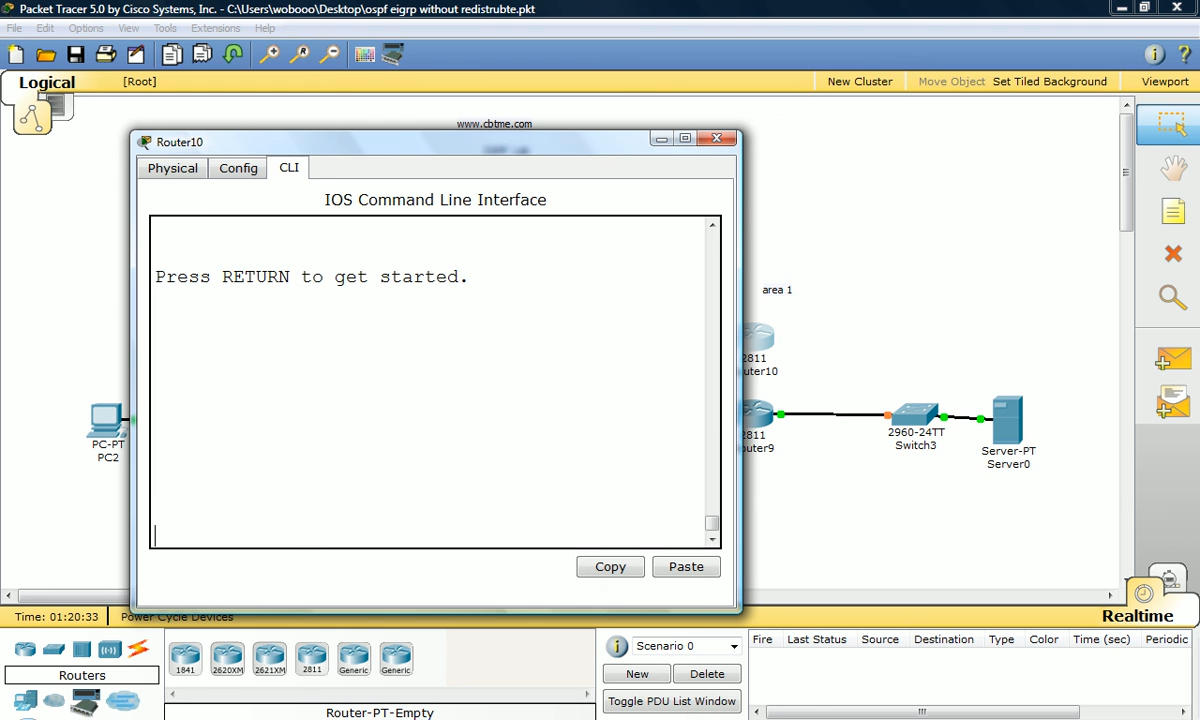 Packet Tracer 5.0 by Cisco Systems, Inc. - C:\Users\wobooo\Desktop\ospf eigrp without redistrubte.pkt
File Edit Options View Tools Extensions Help
Logical [Root] New Cluster Move Object Set Tiled Background Viewport
www.cbtme.com
Router10
Physical Config CLI
IOS Command Line Interface
Press RETURN to get started.
Copy Paste
area 1
2811
uter10
2811
uter9
PC-PT
PC2
2960-24TT
Switch3
Server-PT
Server0
Time: 01:20:33 Power Cycle Devices
Realtime
Routers
1841 2620XM 2621XM 2811 Generic Generic
Router-PT-Empty
Scenario 0
New Delete
Toggle PDU List Window
Fire Last Status Source Destination Type Color Time (sec) Periodic